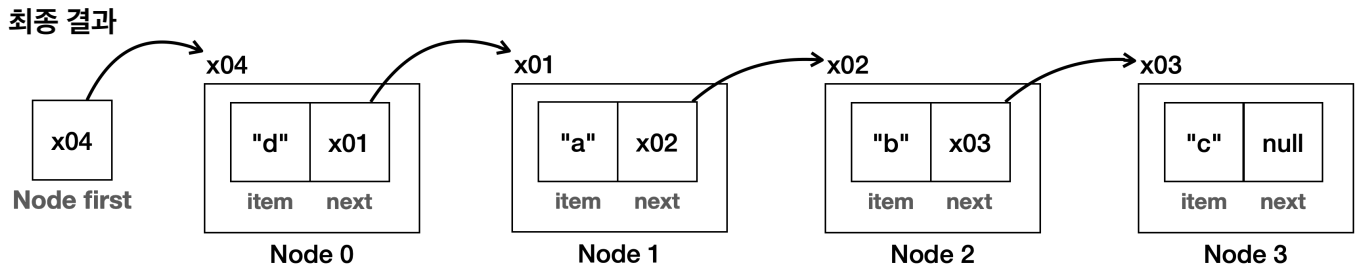 최종 결과
x04 x01 x02 x03
x04 "d" x01 "a" x02 "b" x03 "c" null
Node first item next item next item next item next
Node 0 Node 1 Node 2 Node 3